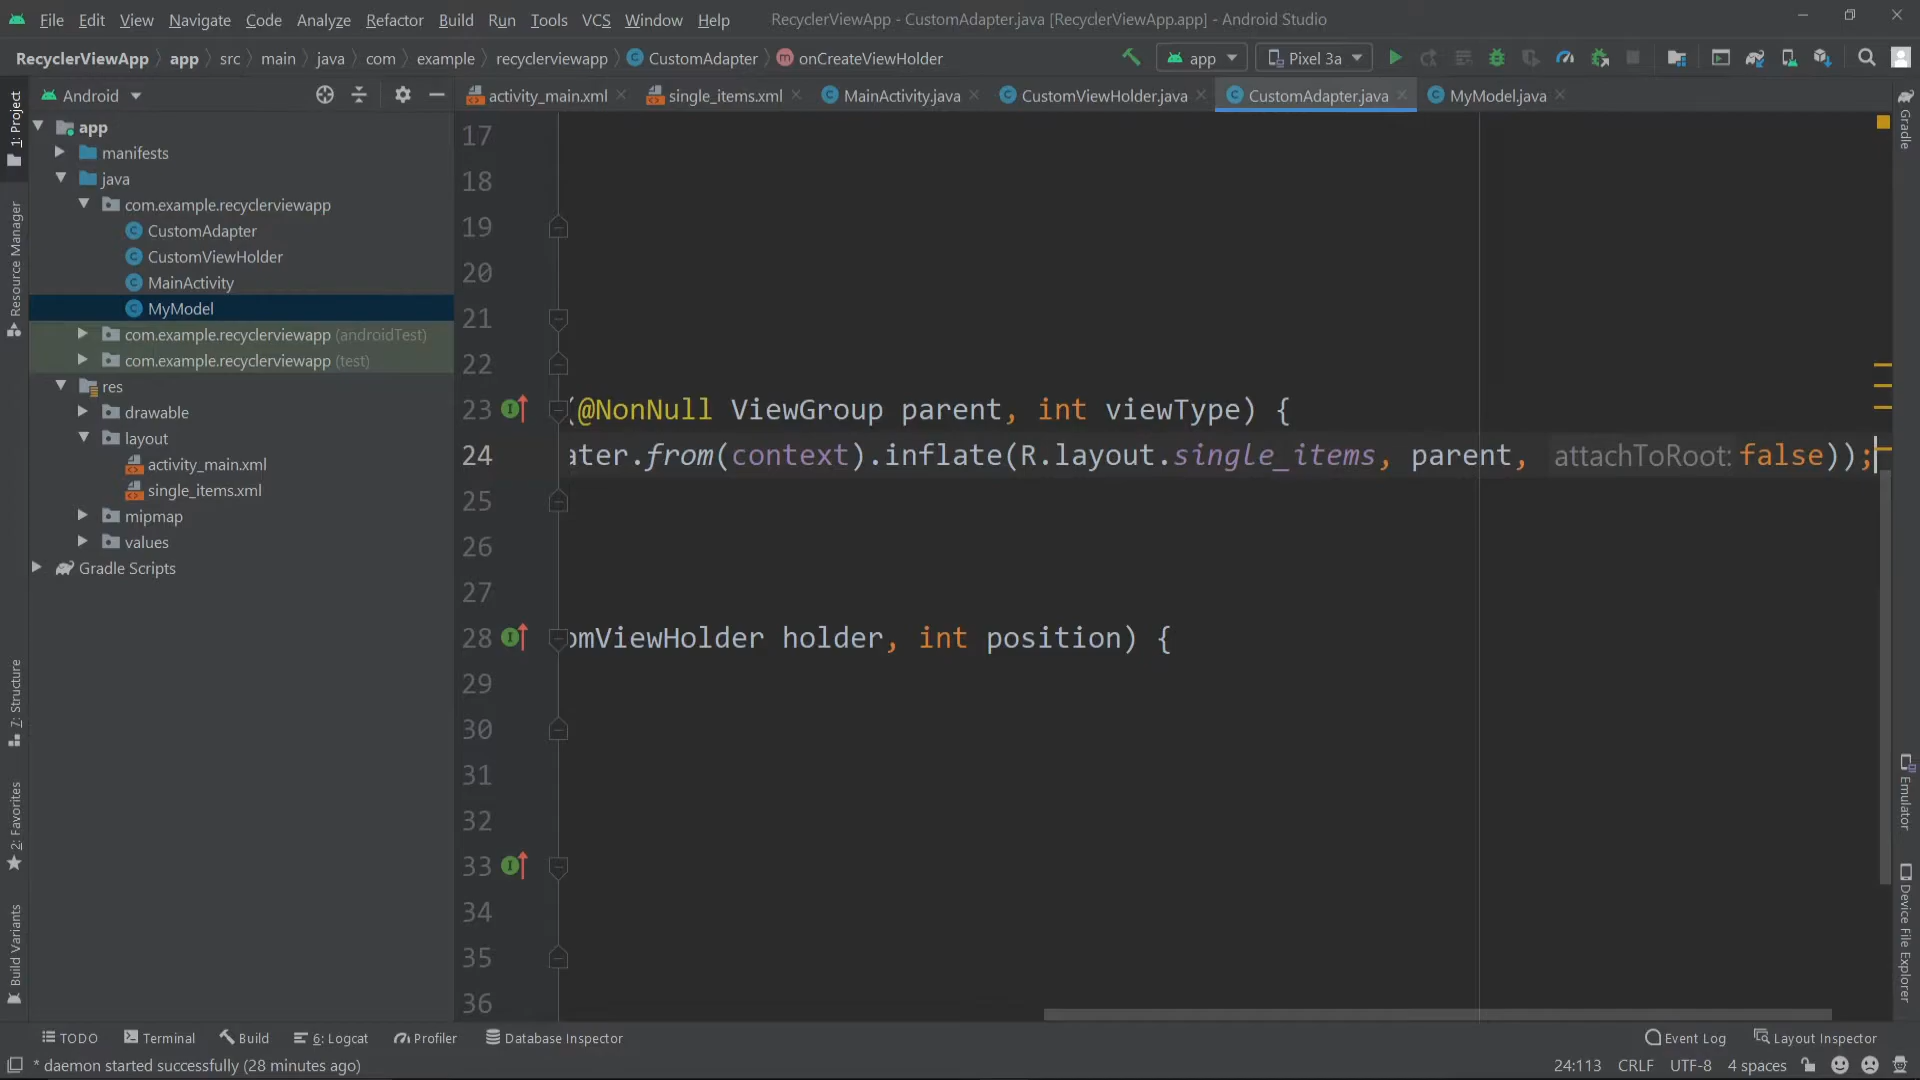 File Edit View Navigate Code Analyze Refactor Build Run Tools VCS Window Help RecyclerViewApp - CustomAdapter.java [RecyclerViewApp.app] - Android Studio
RecyclerViewApp app src main java com example recyclerviewapp CustomAdapter onCreateViewHolder app Pixel 3a
Android activity_main.xml single_items.xml MainActivity.java CustomViewHolder.java CustomAdapter.java MyModel.java
1: Project
Resource Manager
7: Structure
2: Favorites
Build Variants
app
manifests
java
com.example.recyclerviewapp
CustomAdapter
CustomViewHolder
MainActivity
MyModel
com.example.recyclerviewapp (androidTest)
com.example.recyclerviewapp (test)
res
drawable
layout
activity_main.xml
single_items.xml
mipmap
values
Gradle Scripts
17
18
19
20
21
22
23 (@NonNull ViewGroup parent, int viewType) {
24 ater.from(context).inflate(R.layout.single_items, parent, attachToRoot: false));
25
26
27
28 omViewHolder holder, int position) {
29
30
31
32
33
34
35
36
Gradle
Emulator
Device File Explorer
TODO Terminal Build 6: Logcat Profiler Database Inspector Event Log Layout Inspector
* daemon started successfully (28 minutes ago) 24:113 CRLF UTF-8 4 spaces